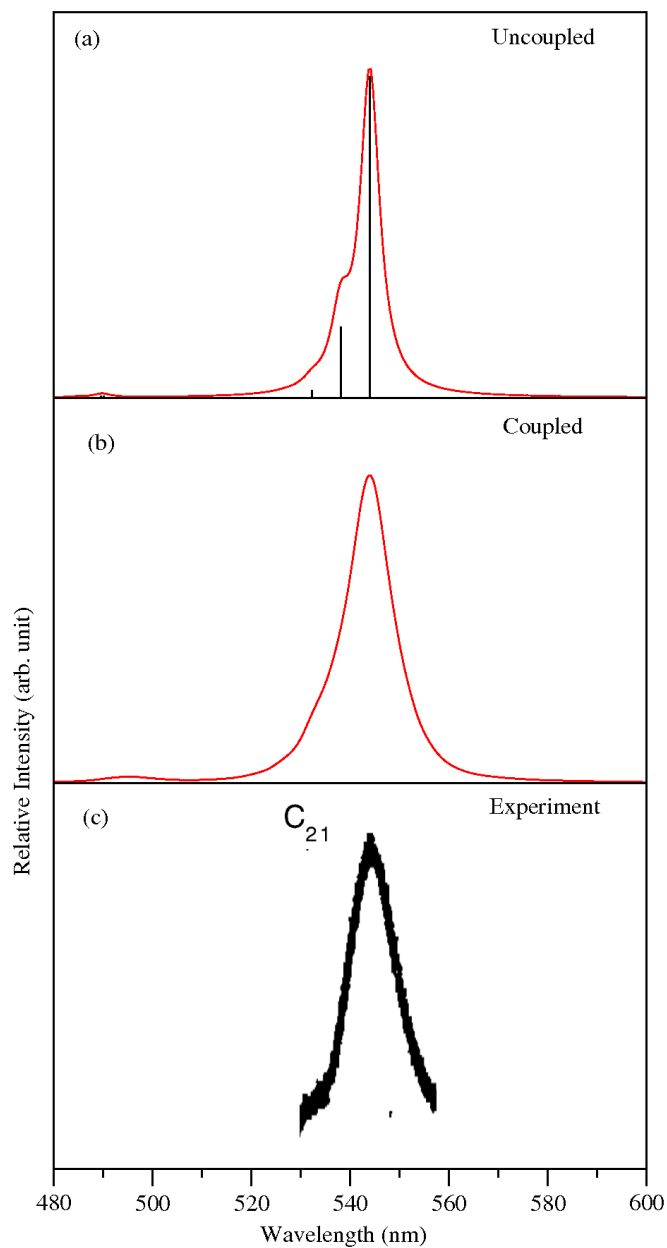 (a)
Uncoupled
(b)
Coupled
(c)
Experiment
C21
Relative Intensity (arb. unit)
480 500 520 540 560 580 600
Wavelength (nm)